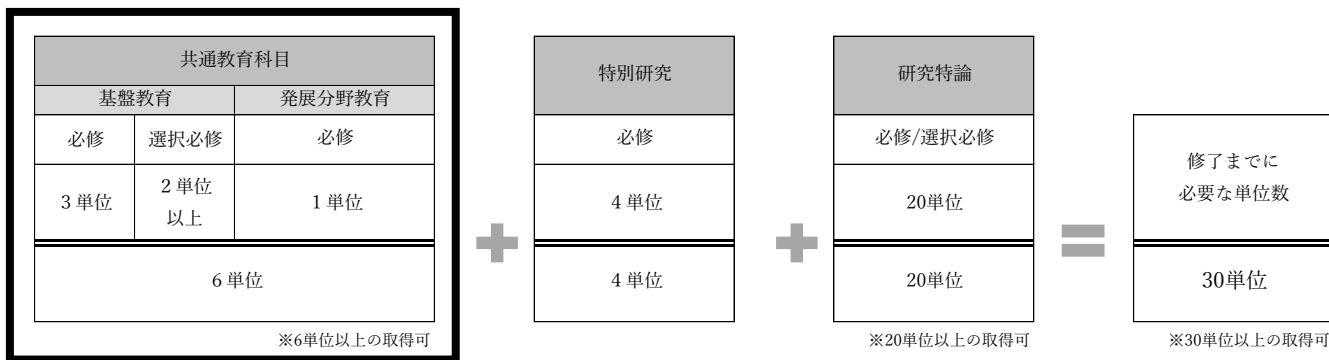 共通教育科目
基盤教育
発展分野教育
必修
選択必修
必修
3単位
2単位
以上
1単位
6単位
※6単位以上の取得可
+
特別研究
必修
4単位
4単位
+
研究特論
必修/選択必修
20単位
20単位
※20単位以上の取得可
=
修了までに
必要な単位数
30単位
※30単位以上の取得可